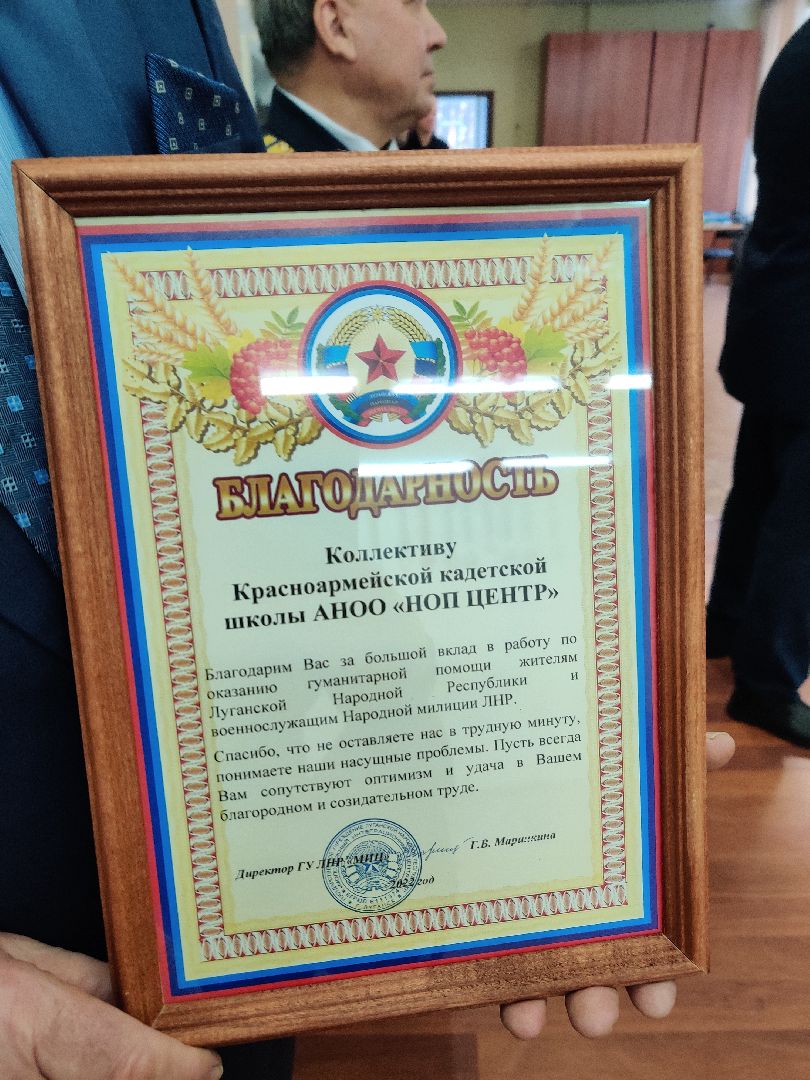 БЛАГОДАРНОСТЬ
Коллективу
Красноармейской кадетской
школы АНОО «НОП ЦЕНТР»
Благодарим Вас за большой вклад в работу по
оказанию гуманитарной помощи жителям
Луганской Народной Республики и
военнослужащим Народной милиции ЛНР.
Спасибо, что не оставляете нас в трудную минуту,
понимаете наши насущные проблемы. Пусть всегда
Вам сопутствуют оптимизм и удача в Вашем
благородном и созидательном труде.
Директор ГУ ЛНР «МИЦ» Г.Б. Маринкина
2022 год